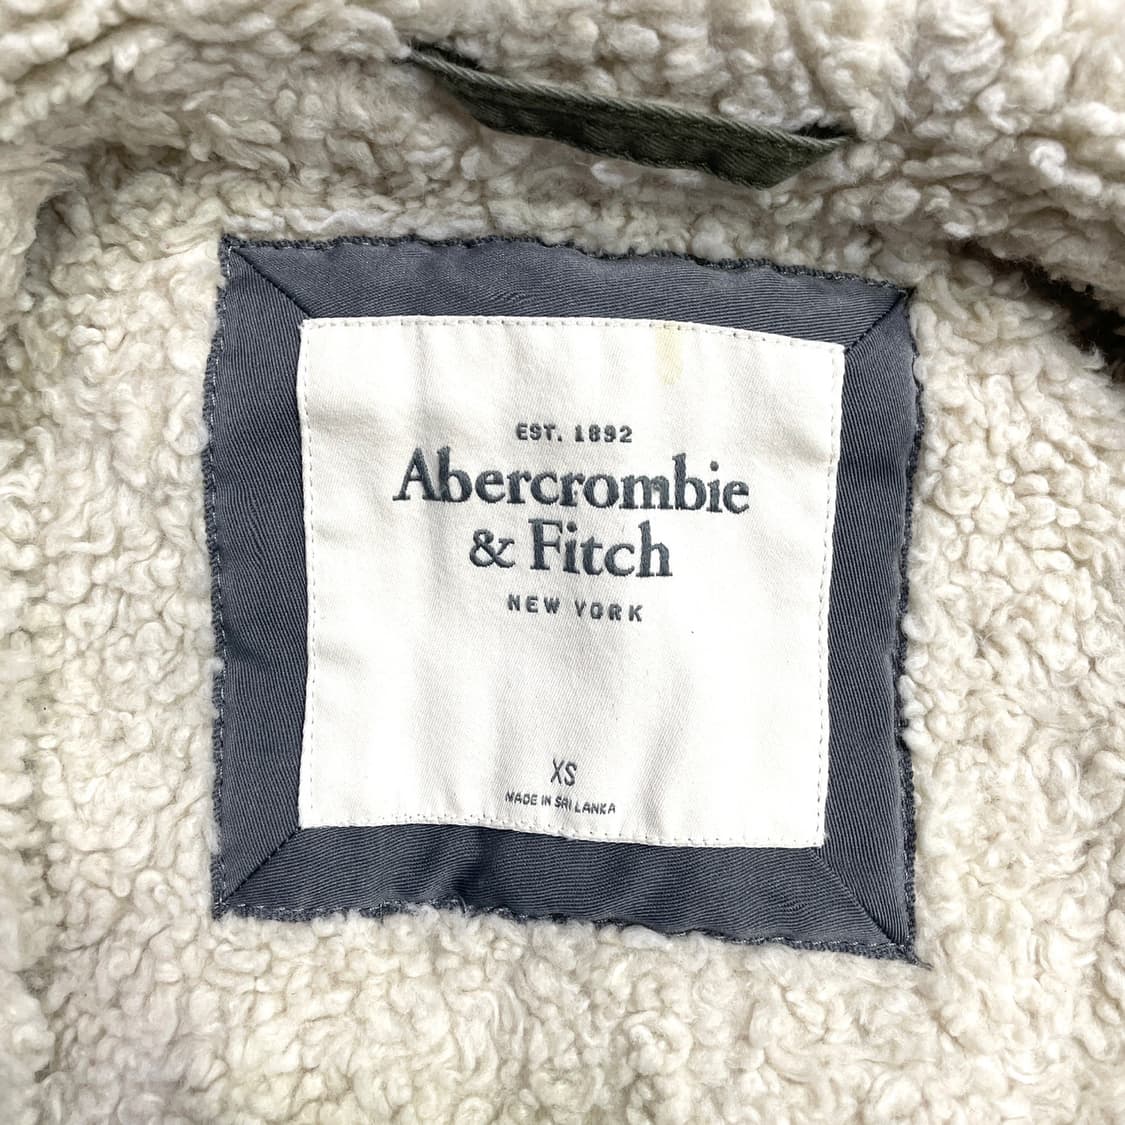 EST. 1892
Abercrombie
& Fitch
NEW YORK
XS
MADE IN SRI LANKA